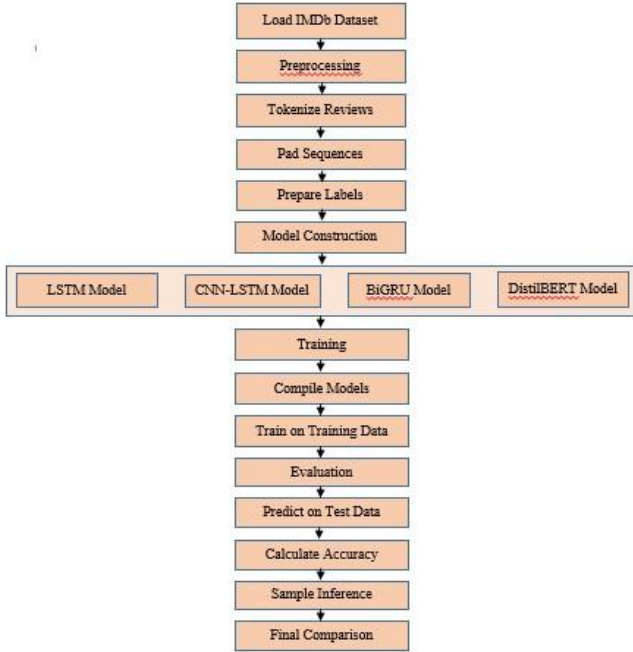 Load IMDb Dataset
Preprocessing
Tokenize Reviews
Pad Sequences
Prepare Labels
Model Construction
LSTM Model
CNN-LSTM Model
BiGRU Model
DistilBERT Model
Training
Compile Models
Train on Training Data
Evaluation
Predict on Test Data
Calculate Accuracy
Sample Inference
Final Comparison